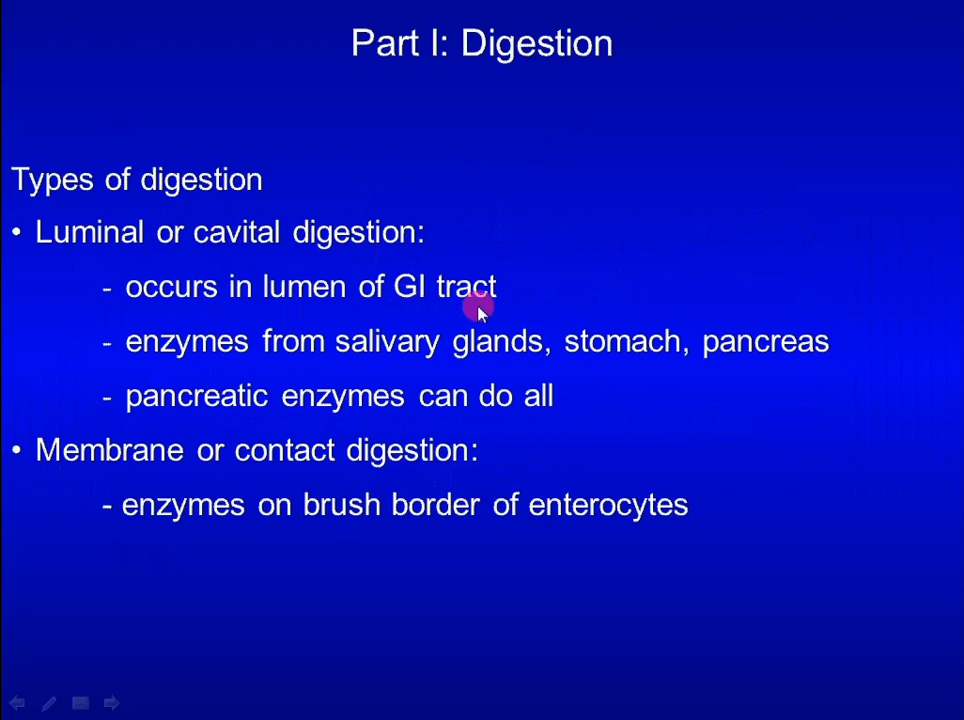 Part I: Digestion
Types of digestion
• Luminal or cavital digestion:
- occurs in lumen of GI tract
- enzymes from salivary glands, stomach, pancreas
- pancreatic enzymes can do all
• Membrane or contact digestion:
- enzymes on brush border of enterocytes